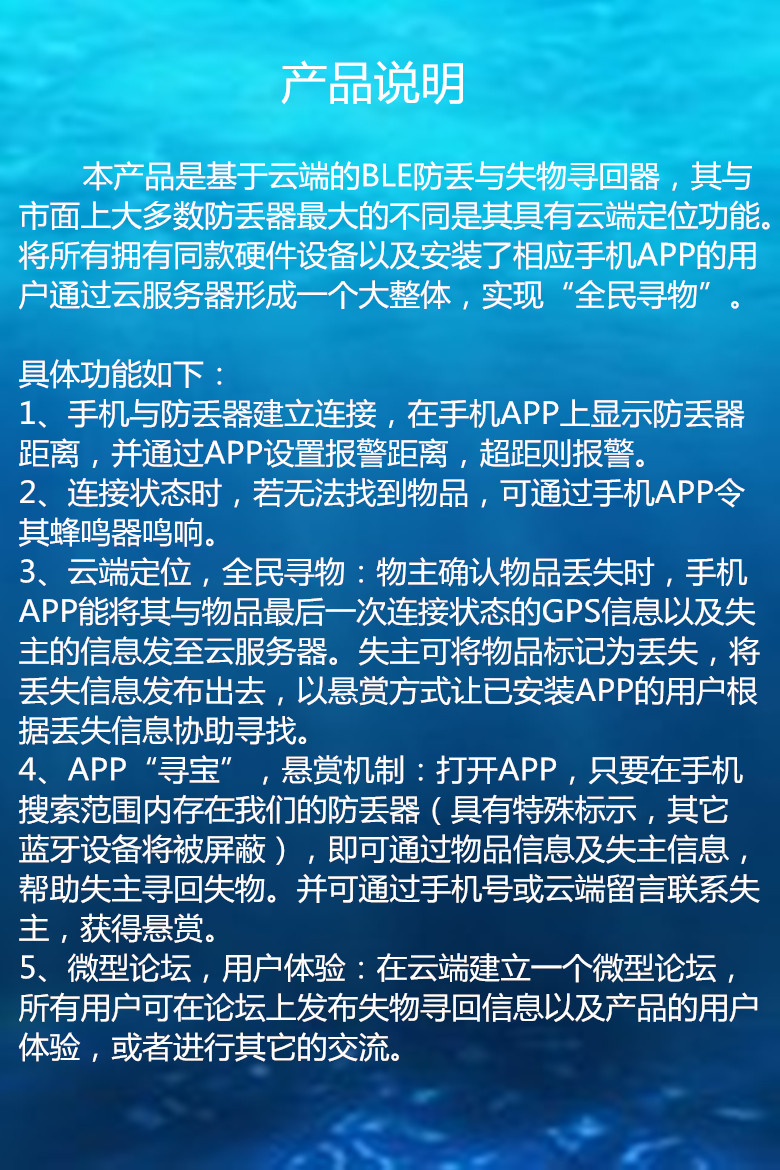 产品说明
本产品是基于云端的BLE防丢与失物寻回器，其与
市面上大多数防丢器最大的不同是其具有云端定位功能。
将所有拥有同款硬件设备以及安装了相应手机APP的用
户通过云服务器形成一个大整体，实现“全民寻物”。
具体功能如下：
1、手机与防丢器建立连接，在手机APP上显示防丢器
距离，并通过APP设置报警距离，超距则报警。
2、连接状态时，若无法找到物品，可通过手机APP令
其蜂鸣器鸣响。
3、云端定位，全民寻物：物主确认物品丢失时，手机
APP能将其与物品最后一次连接状态的GPS信息以及失
主的信息发至云服务器。失主可将物品标记为丢失，将
丢失信息发布出去，以悬赏方式让已安装APP的用户根
据丢失信息协助寻找。
4、APP“寻宝”，悬赏机制：打开APP，只要在手机
搜索范围内存在我们的防丢器（具有特殊标示，其它
蓝牙设备将被屏蔽），即可通过物品信息及失主信息，
帮助失主寻回失物。并可通过手机号或云端留言联系失
主，获得悬赏。
5、微型论坛，用户体验：在云端建立一个微型论坛，
所有用户可在论坛上发布失物寻回信息以及产品的用户
体验，或者进行其它的交流。